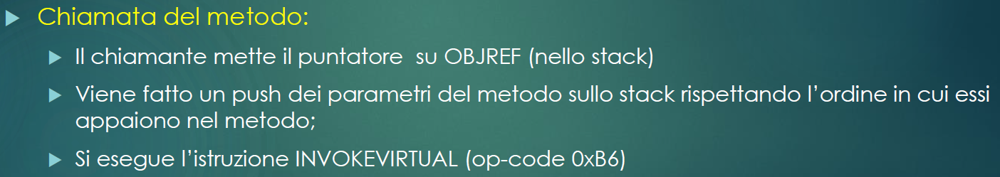 Chiamata del metodo:
Il chiamante mette il puntatore su OBJREF (nello stack)
Viene fatto un push dei parametri del metodo sullo stack rispettando l'ordine in cui essi
appaiono nel metodo;
Si esegue l'istruzione INVOKEVIRTUAL (op-code 0xB6)